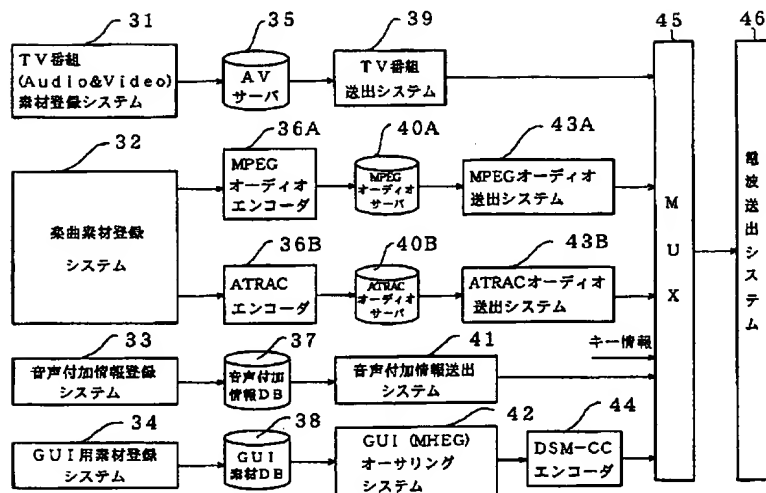 31
35
39
45
46
TV番組
(Audio&Video)
素材登録システム
AV
サーバ
TV番組
送出システム
32
36A
40A
43A
MPEG
オーディオ
エンコーダ
MPEG
オーディオ
サーバ
MPEGオーディオ
送出システム
楽曲素材登録
システム
36B
40B
43B
ATRAC
エンコーダ
ATRAC
オーディオ
サーバ
ATRACオーディオ
送出システム
MUX
電波送出システム
キー情報
33
37
41
音声付加情報登録
システム
音声付加
情報DB
音声付加情報送出
システム
34
38
42
44
GUI用素材登録
システム
GUI
素材DB
GUI(MHEG)
オーサリング
システム
DSM-CC
エンコーダ